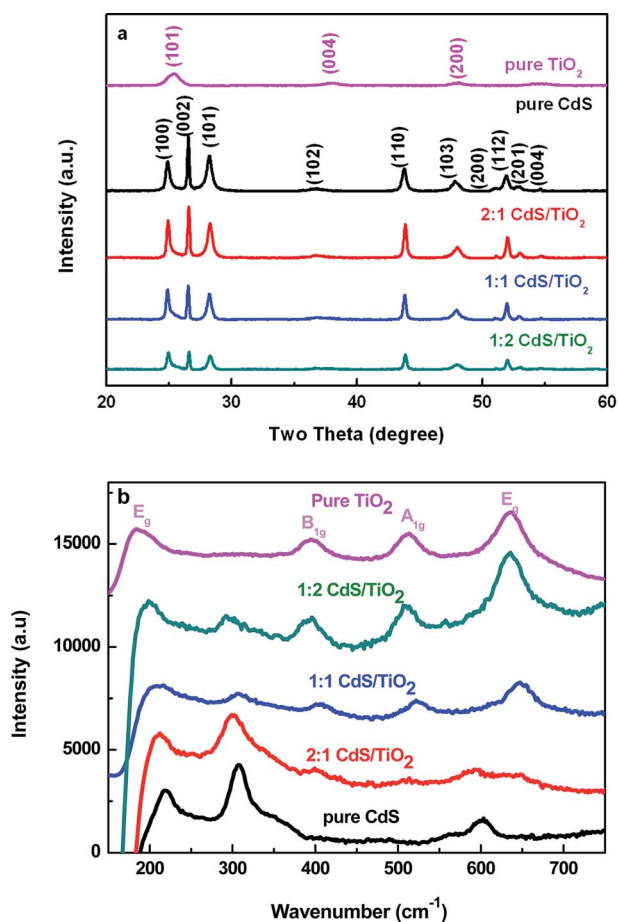 a
(101)
(004)
(200)
pure TiO2
pure CdS
(100)
(002)
(101)
(102)
(110)
(103)
(200)
(112)
(201)
(004)
2:1 CdS/TiO2
1:1 CdS/TiO2
1:2 CdS/TiO2
Intensity (a.u.)
20 30 40 50 60
Two Theta (degree)
b
Eg
Pure TiO2
B1g
A1g
Eg
1:2 CdS/TiO2
1:1 CdS/TiO2
2:1 CdS/TiO2
pure CdS
15000
10000
5000
0
Intensity (a.u)
200 300 400 500 600 700
Wavenumber (cm-1)